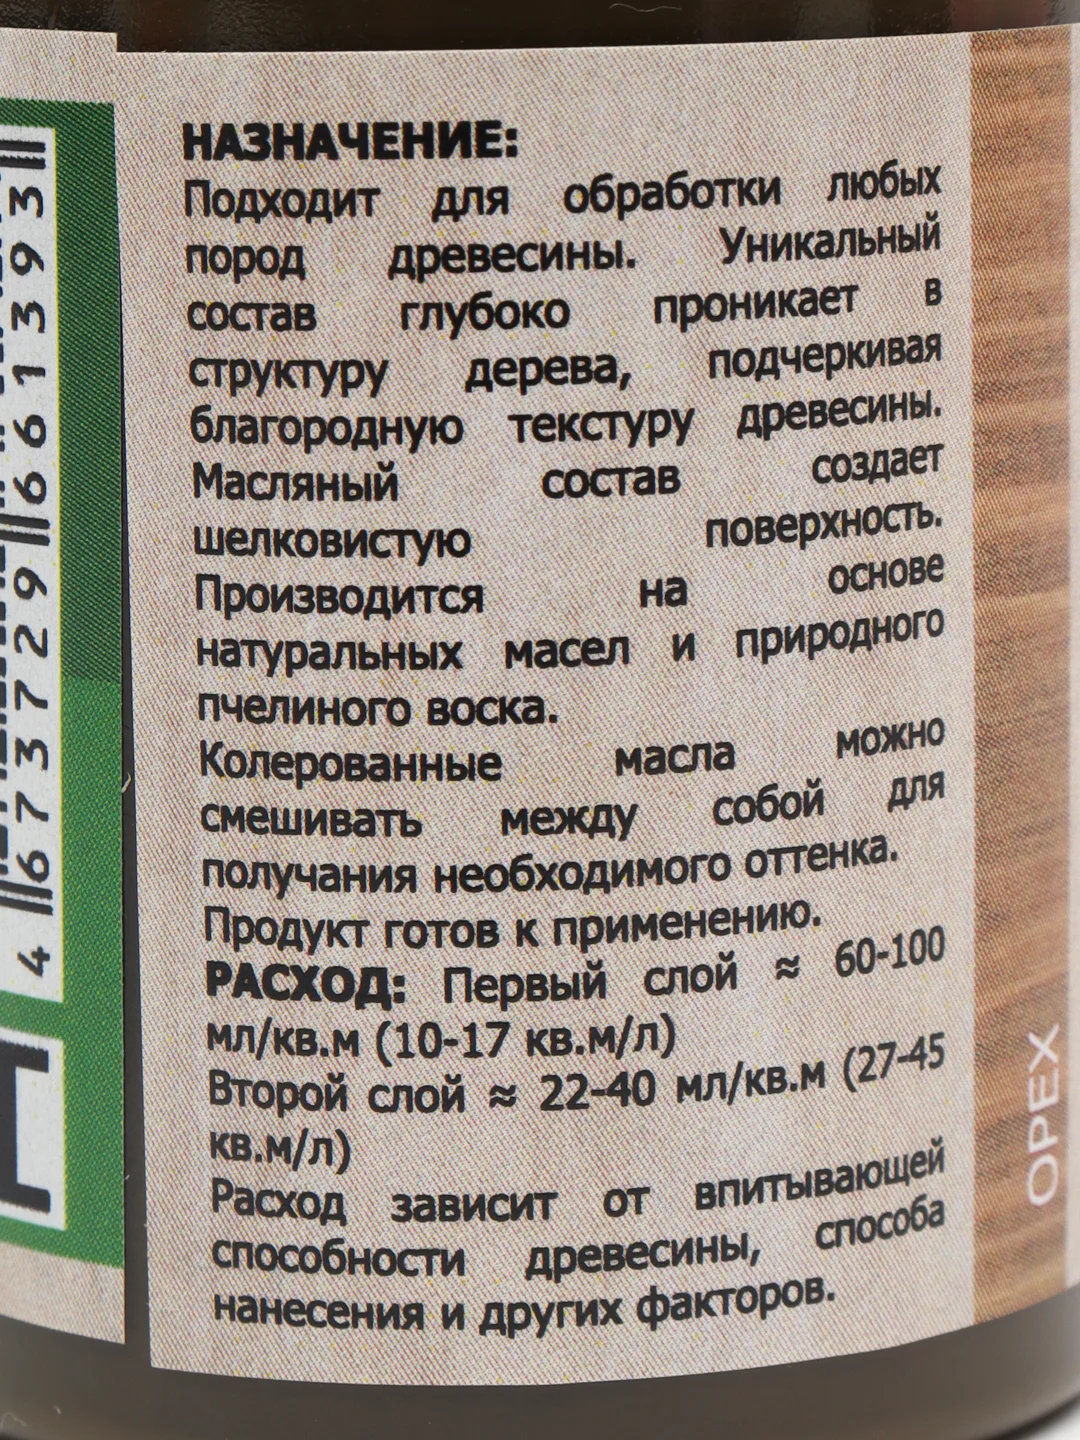 НАЗНАЧЕНИЕ:
Подходит для обработки любых
пород древесины. Уникальный
состав глубоко проникает в
структуру дерева, подчеркивая
благородную текстуру древесины.
Масляный состав создает
шелковистую поверхность.
Производится на основе
натуральных масел и природного
пчелиного воска.
Колерованные масла можно
смешивать между собой для
получания необходимого оттенка.
Продукт готов к применению.
РАСХОД: Первый слой ≈ 60-100
мл/кв.м (10-17 кв.м/л)
Второй слой ≈ 22-40 мл/кв.м (27-45
кв.м/л)
Расход зависит от впитывающей
способности древесины, способа
нанесения и других факторов.
4 673729 661393
ОРЕХ